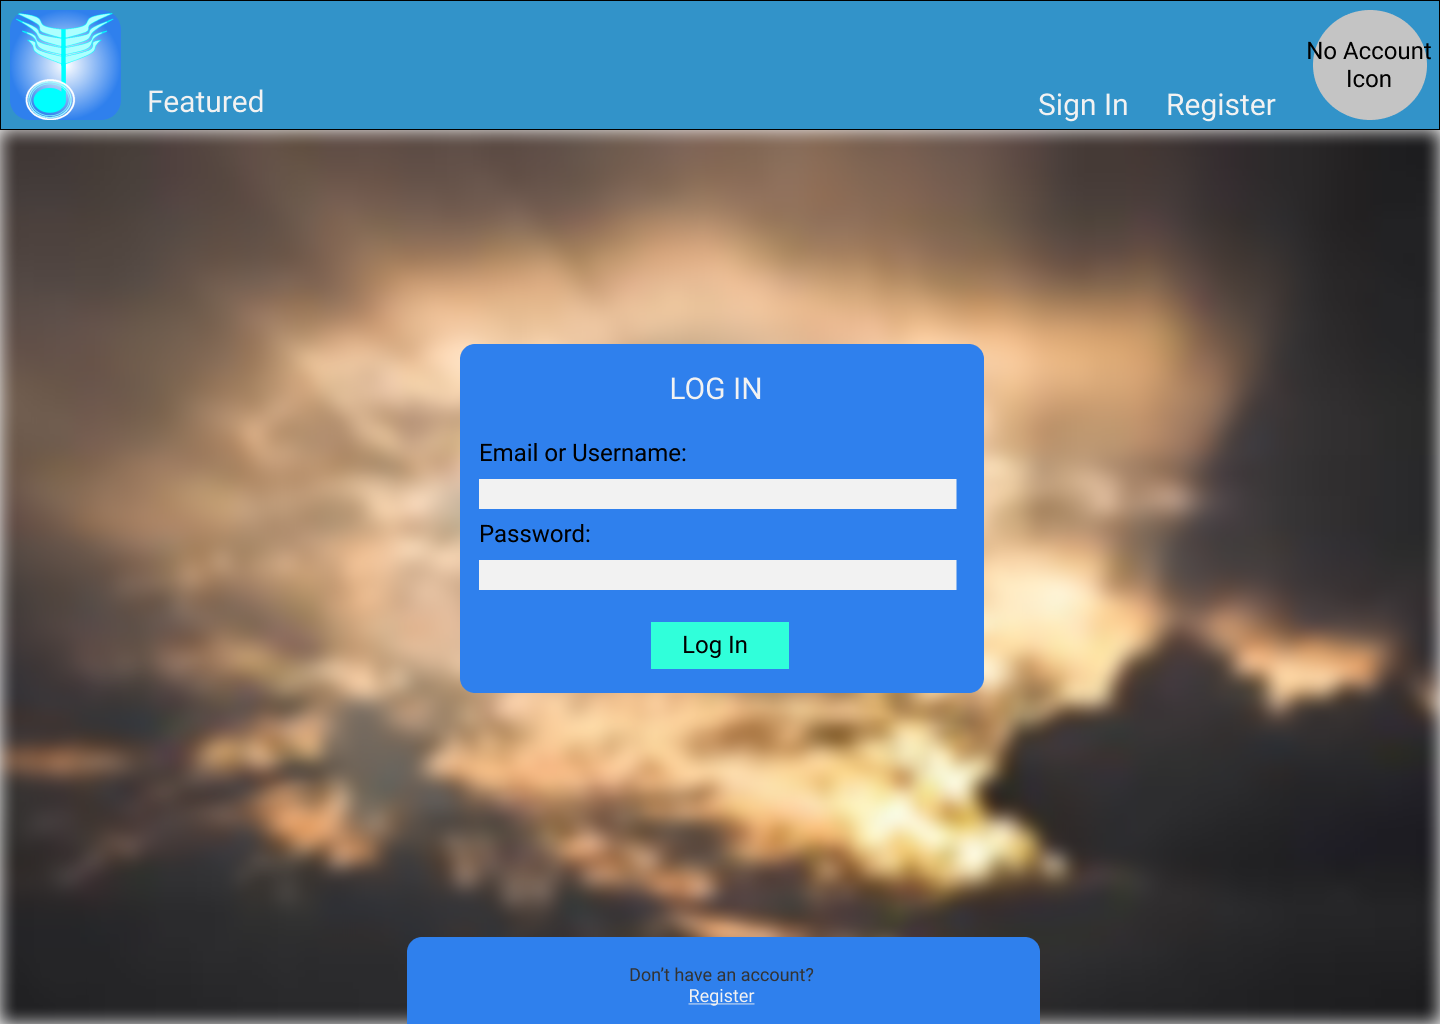 Featured
Sign In
Register
No Account
Icon
LOG IN
Email or Username:
Password:
Log In
Don’t have an account?
Register